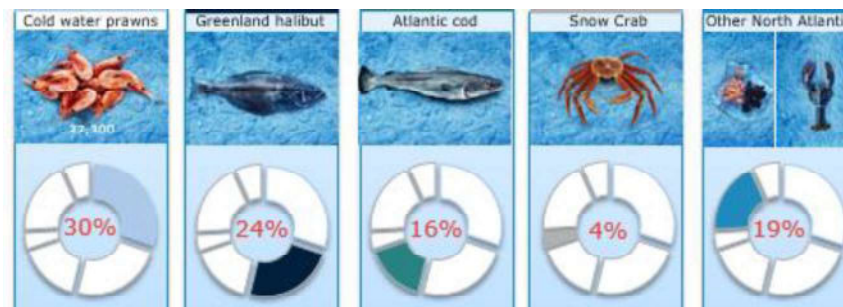 Cold water prawns
Greenland halibut
Atlantic cod
Snow Crab
Other North Atlanti
30%
24%
16%
4%
19%